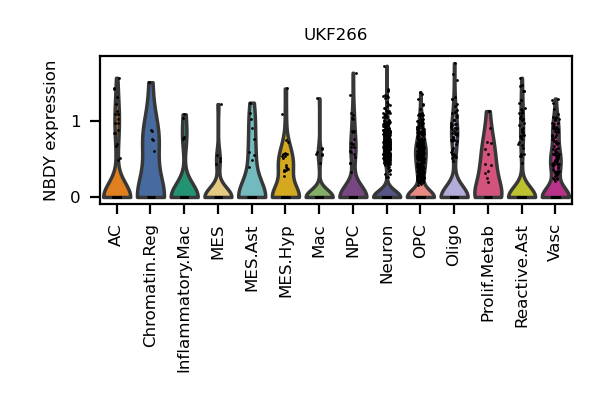 UKF266
NBDY expression
1
0
AC
Chromatin.Reg
Inflammatory.Mac
MES
MES.Ast
MES.Hyp
Mac
NPC
Neuron
OPC
Oligo
Prolif.Metab
Reactive.Ast
Vasc